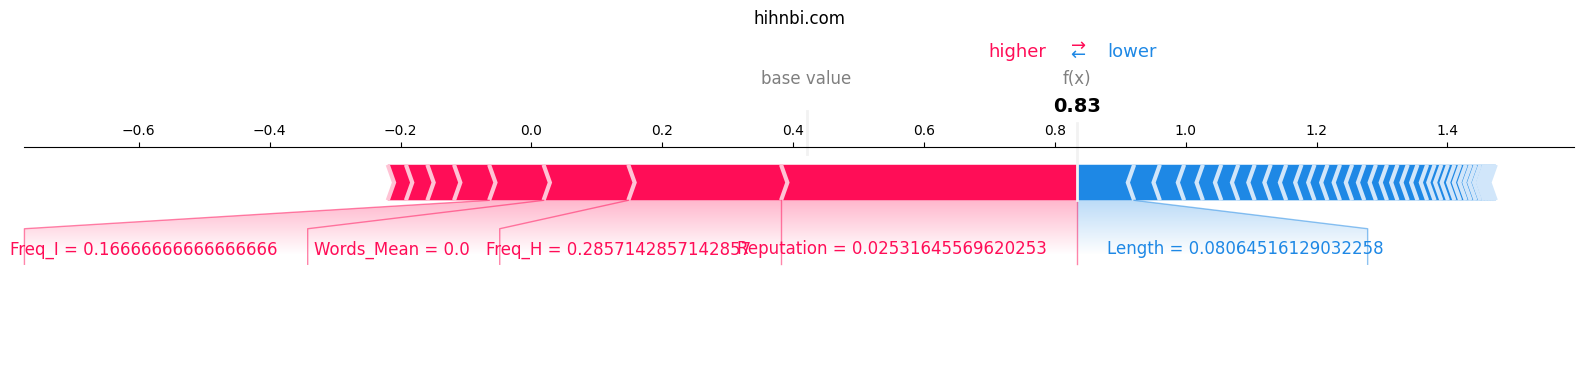 hihnbi.com
higher ⇄ lower
base value f(x)
0.83
−0.6 −0.4 −0.2 0.0 0.2 0.4 0.6 0.8 1.0 1.2 1.4
Freq_I = 0.16666666666666666 Words_Mean = 0.0 Freq_H = 0.2857142857142857 Reputation = 0.02531645569620253 Length = 0.08064516129032258